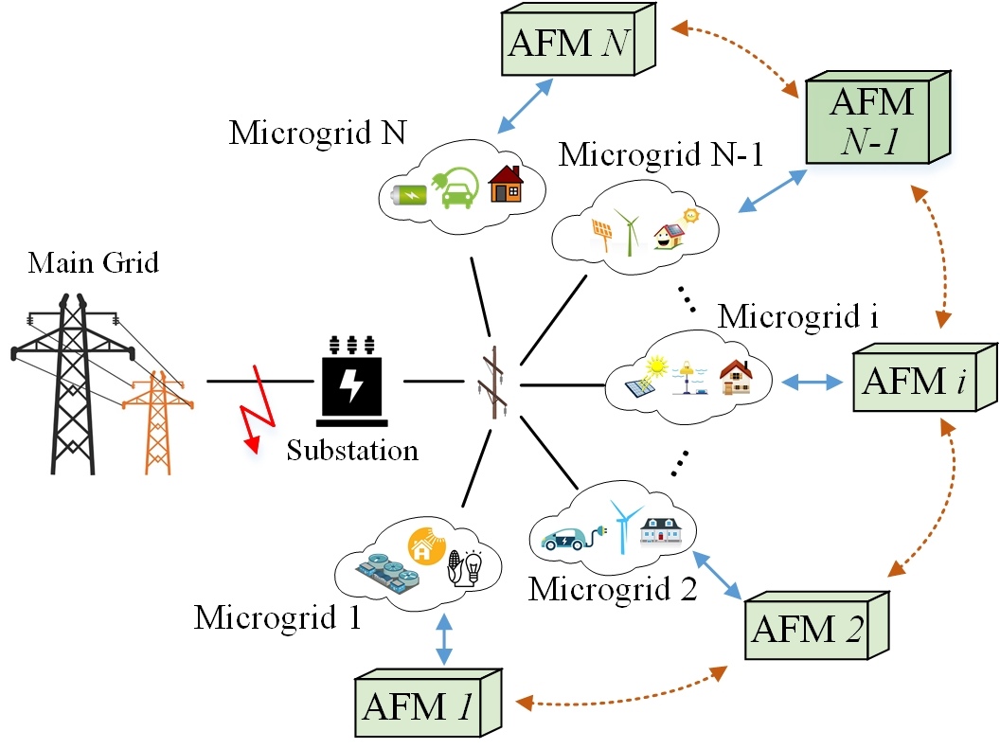 AFM N
AFM
N-1
Microgrid N
Microgrid N-1
Main Grid
Microgrid i
AFM i
Substation
Microgrid 2
Microgrid 1
AFM 2
AFM 1